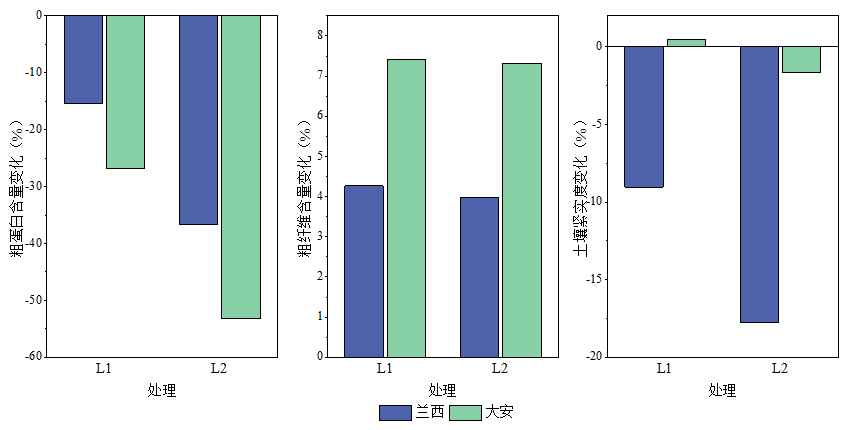 粗蛋白含量变化（%）
0
-10
-20
-30
-40
-50
-60
L1 L2
处理
粗纤维含量变化（%）
8
7
6
5
4
3
2
1
0
L1 L2
处理
土壤紧实度变化（%）
0
-5
-10
-15
-20
L1 L2
处理
兰西 大安